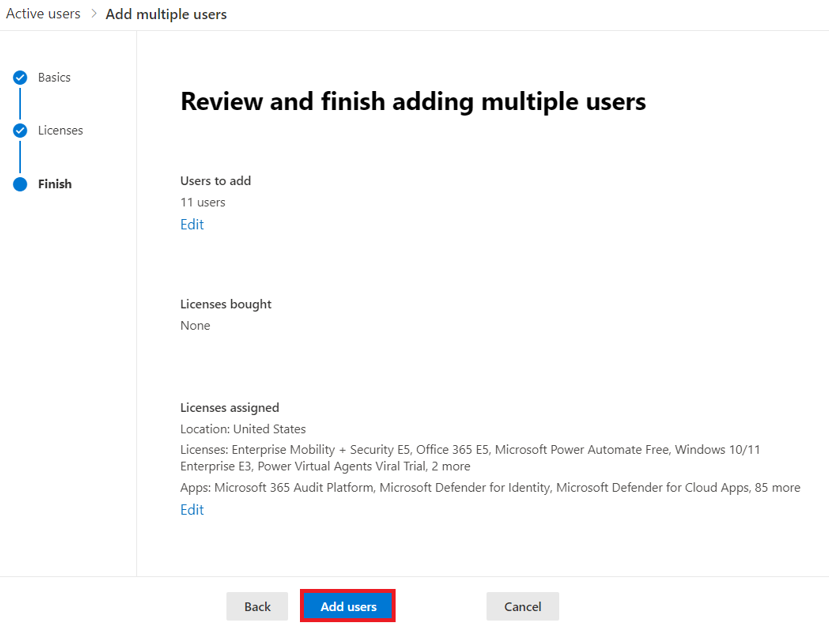 Active users > Add multiple users
Basics
Licenses
Finish
Review and finish adding multiple users
Users to add
11 users
Edit
Licenses bought
None
Licenses assigned
Location: United States
Licenses: Enterprise Mobility + Security E5, Office 365 E5, Microsoft Power Automate Free, Windows 10/11
Enterprise E3, Power Virtual Agents Viral Trial, 2 more
Apps: Microsoft 365 Audit Platform, Microsoft Defender for Identity, Microsoft Defender for Cloud Apps, 85 more
Edit
Back Add users Cancel